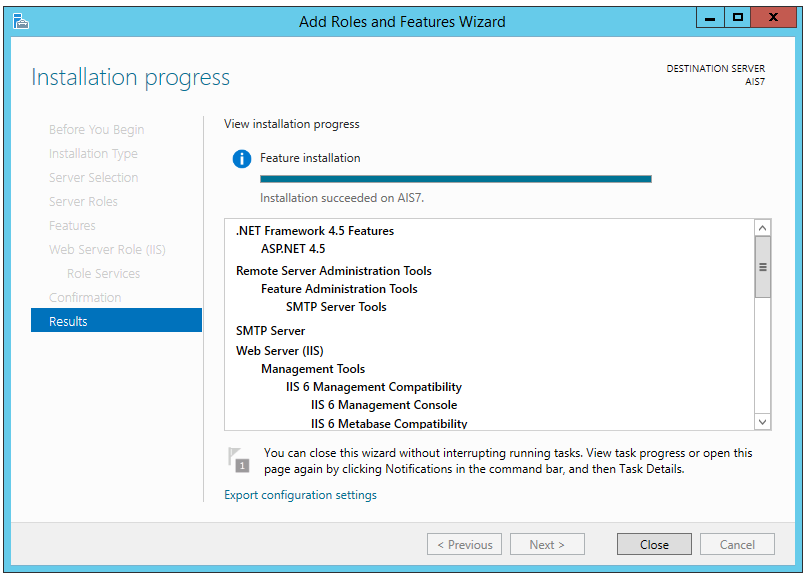 Add Roles and Features Wizard
Installation progress
DESTINATION SERVER
AIS7
Before You Begin
Installation Type
Server Selection
Server Roles
Features
Web Server Role (IIS)
Role Services
Confirmation
Results
View installation progress
Feature installation
Installation succeeded on AIS7.
.NET Framework 4.5 Features
ASP.NET 4.5
Remote Server Administration Tools
Feature Administration Tools
SMTP Server Tools
SMTP Server
Web Server (IIS)
Management Tools
IIS 6 Management Compatibility
IIS 6 Management Console
IIS 6 Metabase Compatibility
1
You can close this wizard without interrupting running tasks. View task progress or open this
page again by clicking Notifications in the command bar, and then Task Details.
Export configuration settings
< Previous
Next >
Close
Cancel